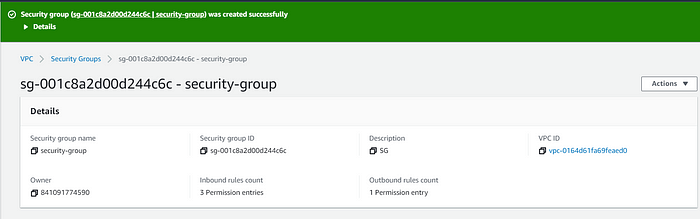 Security group (sg-001c8a2d00d244c6c | security-group) was created successfully
Details
VPC > Security Groups > sg-001c8a2d00d244c6c - security-group
sg-001c8a2d00d244c6c - security-group
Actions
Details
Security group name Security group ID Description VPC ID
security-group sg-001c8a2d00d244c6c SG vpc-0164d61fa69feaed0
Owner Inbound rules count Outbound rules count
841091774590 3 Permission entries 1 Permission entry